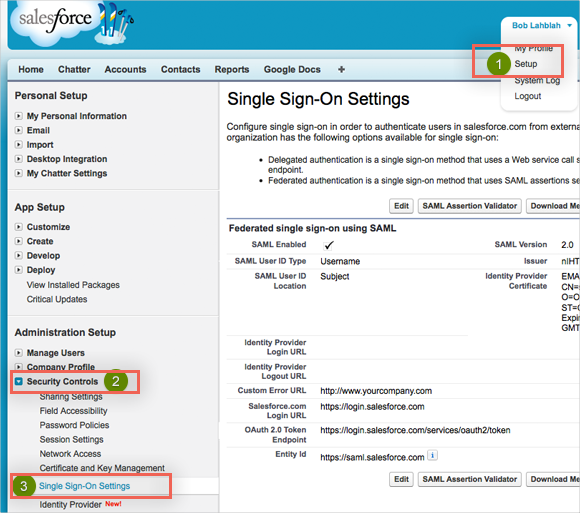 salesforce
Bob Lahblah
My Profile
1 Setup
System Log
Logout
Home Chatter Accounts Contacts Reports Google Docs +
Personal Setup
My Personal Information
Email
Import
Desktop Integration
My Chatter Settings
App Setup
Customize
Create
Develop
Deploy
View Installed Packages
Critical Updates
Administration Setup
Manage Users
Company Profile
Security Controls 2
Sharing Settings
Field Accessibility
Password Policies
Session Settings
Network Access
Certificate and Key Management
3 Single Sign-On Settings
Identity Provider New!
Single Sign-On Settings
Configure single sign-on in order to authenticate users in salesforce.com from extern
organization has the following options available for single sign-on:
• Delegated authentication is a single sign-on method that uses a Web service call s
endpoint.
• Federated authentication is a single sign-on method that uses SAML assertions se
Edit SAML Assertion Validator Download Me
Federated single sign-on using SAML
SAML Enabled ✓ SAML Version 2.0
SAML User ID Type Username Issuer
SAML User ID Location Subject Identity Provider Certificate EMA
CN=
O=O
ST=C
Expir
GMT
Identity Provider Login URL
Identity Provider Logout URL
Custom Error URL http://www.yourcompany.com
Salesforce.com Login URL https://login.salesforce.com
OAuth 2.0 Token Endpoint https://login.salesforce.com/services/oauth2/token
Entity Id https://saml.salesforce.com i
Edit SAML Assertion Validator Download Me